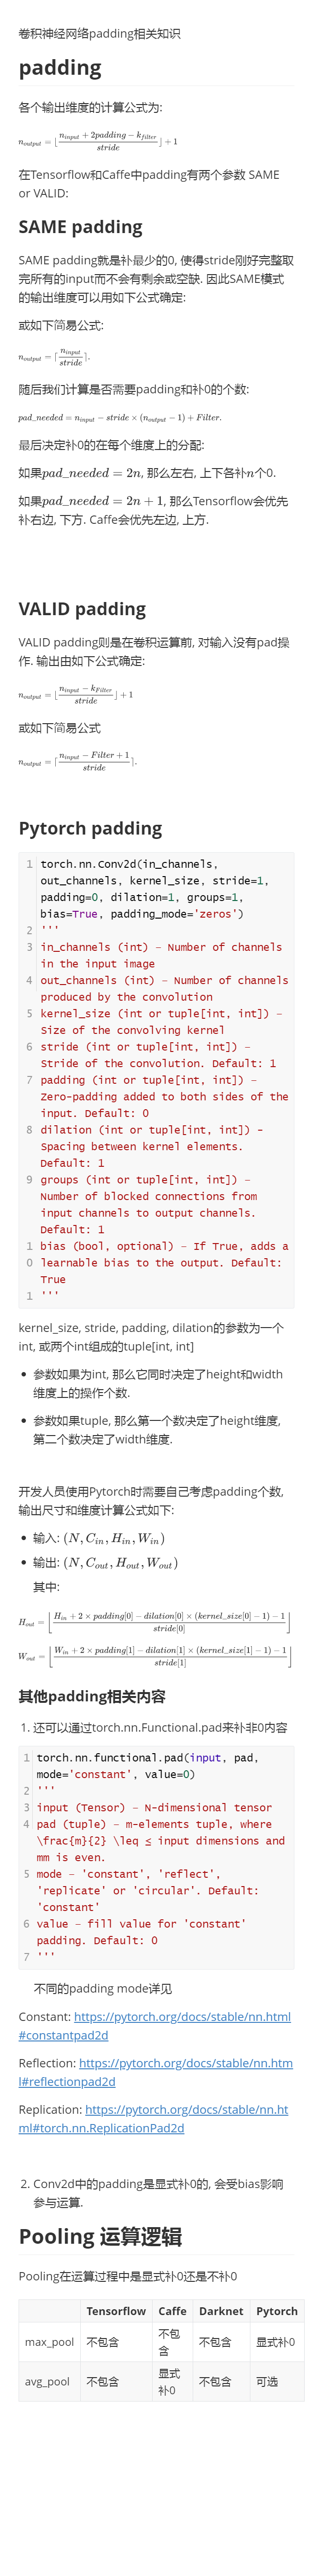 卷积神经网络padding相关知识
padding
各个输出维度的计算公式为:
n_{output} = ⌊\frac{n_{input} + 2padding − k_{filter}}{stride}⌋ + 1
在Tensorflow和Caffe中padding有两个参数 SAME
or VALID:
SAME padding
SAME padding就是补最少的0, 使得stride刚好完整取
完所有的input而不会有剩余或空缺. 因此SAME模式
的输出维度可以用如下公式确定:
或如下简易公式:
n_{output} = ⌈\frac{n_{input}}{stride}⌉.
随后我们计算是否需要padding和补0的个数:
pad_needed = n_{input} − stride × (n_{output} − 1) + Filter.
最后决定补0的在每个维度上的分配:
如果pad_needed = 2n, 那么左右, 上下各补n个0.
如果pad_needed = 2n + 1, 那么Tensorflow会优先
补右边, 下方. Caffe会优先左边, 上方.
VALID padding
VALID padding则是在卷积运算前, 对输入没有pad操
作. 输出由如下公式确定:
n_{output} = ⌊\frac{n_{input} − k_{Filter}}{stride}⌋ + 1
或如下简易公式
n_{output} = ⌈\frac{n_{input} − Filter + 1}{stride}⌉,
Pytorch padding
1 torch.nn.Conv2d(in_channels,
out_channels, kernel_size, stride=1,
padding=0, dilation=1, groups=1,
bias=True, padding_mode='zeros')
2 '''
3 in_channels (int) – Number of channels
in the input image
4 out_channels (int) – Number of channels
produced by the convolution
5 kernel_size (int or tuple[int, int]) –
Size of the convolving kernel
6 stride (int or tuple[int, int]) –
Stride of the convolution. Default: 1
7 padding (int or tuple[int, int]) –
Zero-padding added to both sides of the
input. Default: 0
8 dilation (int or tuple[int, int]) -
Spacing between kernel elements.
Default: 1
9 groups (int or tuple[int, int]) –
Number of blocked connections from
input channels to output channels.
Default: 1
1 bias (bool, optional) – If True, adds a
0 learnable bias to the output. Default:
True
1 '''
kernel_size, stride, padding, dilation的参数为一个
int, 或两个int组成的tuple[int, int]
• 参数如果为int, 那么它同时决定了height和width
维度上的操作个数.
• 参数如果tuple, 那么第一个数决定了height维度,
第二个数决定了width维度.
开发人员使用Pytorch时需要自己考虑padding个数,
输出尺寸和维度计算公式如下:
• 输入: (N, C_{in}, H_{in}, W_{in})
• 输出: (N, C_{out}, H_{out}, W_{out})
其中:
H_{out} = ⌊\frac{H_{in} + 2 × padding[0] − dilation[0] × (kernel_size[0] − 1) − 1}{stride[0]}⌋
W_{out} = ⌊\frac{W_{in} + 2 × padding[1] − dilation[1] × (kernel_size[1] − 1) − 1}{stride[1]}⌋
其他padding相关内容
1. 还可以通过torch.nn.Functional.pad来补非0内容
1 torch.nn.functional.pad(input, pad,
mode='constant', value=0)
2 '''
3 input (Tensor) – N-dimensional tensor
4 pad (tuple) – m-elements tuple, where
\frac{m}{2} \leq ≤ input dimensions and
mm is even.
5 mode – 'constant', 'reflect',
'replicate' or 'circular'. Default:
'constant'
6 value – fill value for 'constant'
padding. Default: 0
7 '''
不同的padding mode详见
Constant: https://pytorch.org/docs/stable/nn.html
#constantpad2d
Reflection: https://pytorch.org/docs/stable/nn.htm
l#reflectionpad2d
Replication: https://pytorch.org/docs/stable/nn.ht
ml#torch.nn.ReplicationPad2d
2. Conv2d中的padding是显式补0的, 会受bias影响
参与运算.
Pooling 运算逻辑
Pooling在运算过程中是显式补0还是不补0
Tensorflow Caffe Darknet Pytorch
max_pool 不包含 不包含 不包含 显式补0
avg_pool 不包含 显式补0 不包含 可选